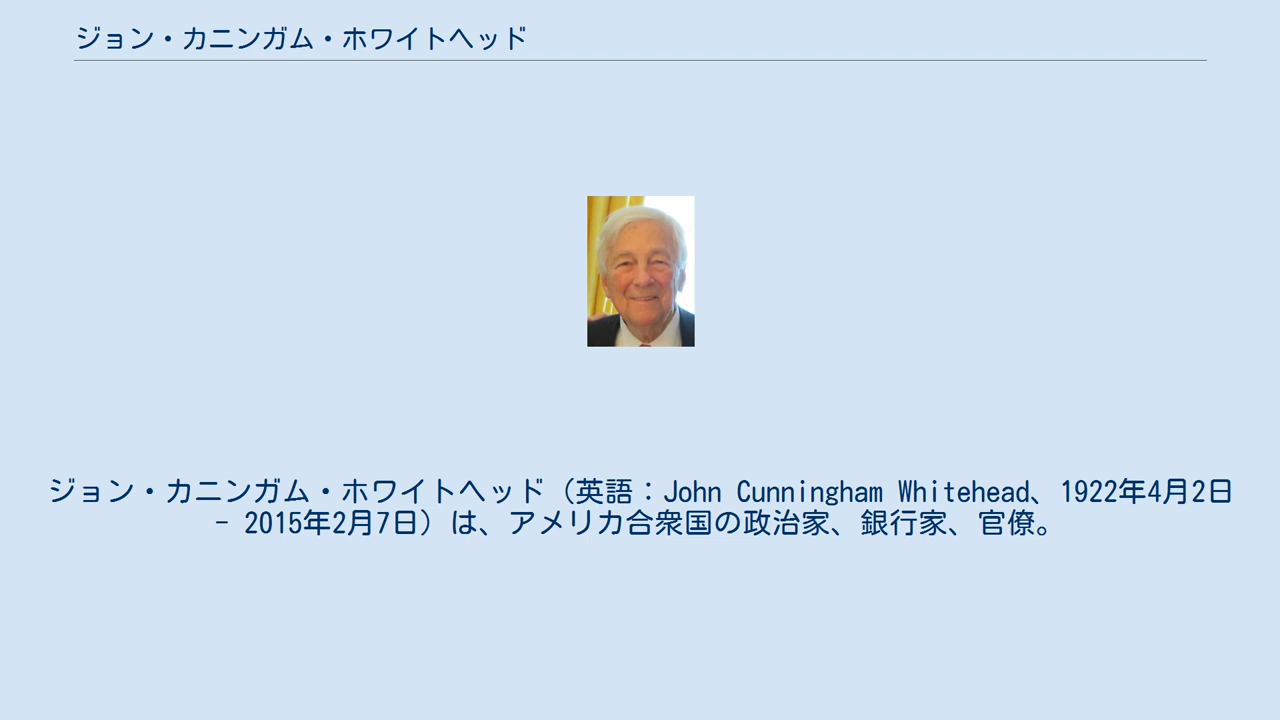 ジョン・カニンガム・ホワイトヘッド
ジョン・カニンガム・ホワイトヘッド（英語：John Cunningham Whitehead、1922年4月2日
- 2015年2月7日）は、アメリカ合衆国の政治家、銀行家、官僚。